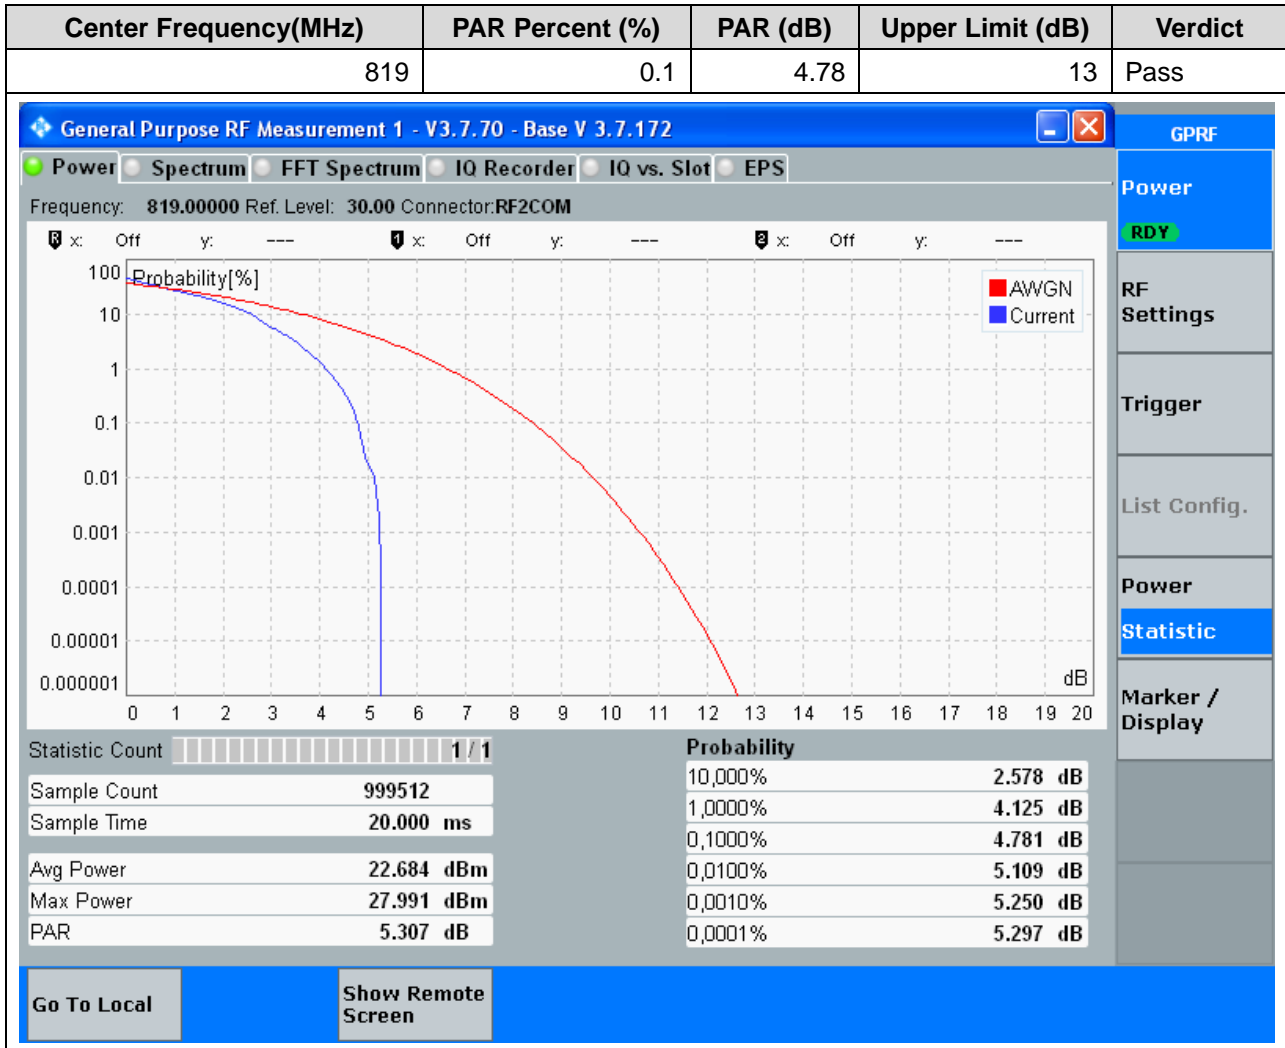 Center Frequency(MHz) PAR Percent (%) PAR (dB) Upper Limit (dB) Verdict
819 0.1 4.78 13 Pass
General Purpose RF Measurement 1 - V3.7.70 - Base V 3.7.172
GPRF
Power Spectrum FFT Spectrum IQ Recorder IQ vs. Slot EPS
Power
RDY
Frequency: 819.00000 Ref. Level: 30.00 Connector:RF2COM
R x: Off y: --- 1 x: Off y: --- 2 x: Off y: ---
Probability[%]
AWGN
Current
100
10
1
0.1
0.01
0.001
0.0001
0.00001
0.000001
dB
0 1 2 3 4 5 6 7 8 9 10 11 12 13 14 15 16 17 18 19 20
RF
Settings
Trigger
List Config.
Power
Statistic
Marker /
Display
Statistic Count 1 / 1
Sample Count 999512
Sample Time 20.000 ms
Avg Power 22.684 dBm
Max Power 27.991 dBm
PAR 5.307 dB
Probability
10,000% 2.578 dB
1,0000% 4.125 dB
0,1000% 4.781 dB
0,0100% 5.109 dB
0,0010% 5.250 dB
0,0001% 5.297 dB
Go To Local
Show Remote
Screen